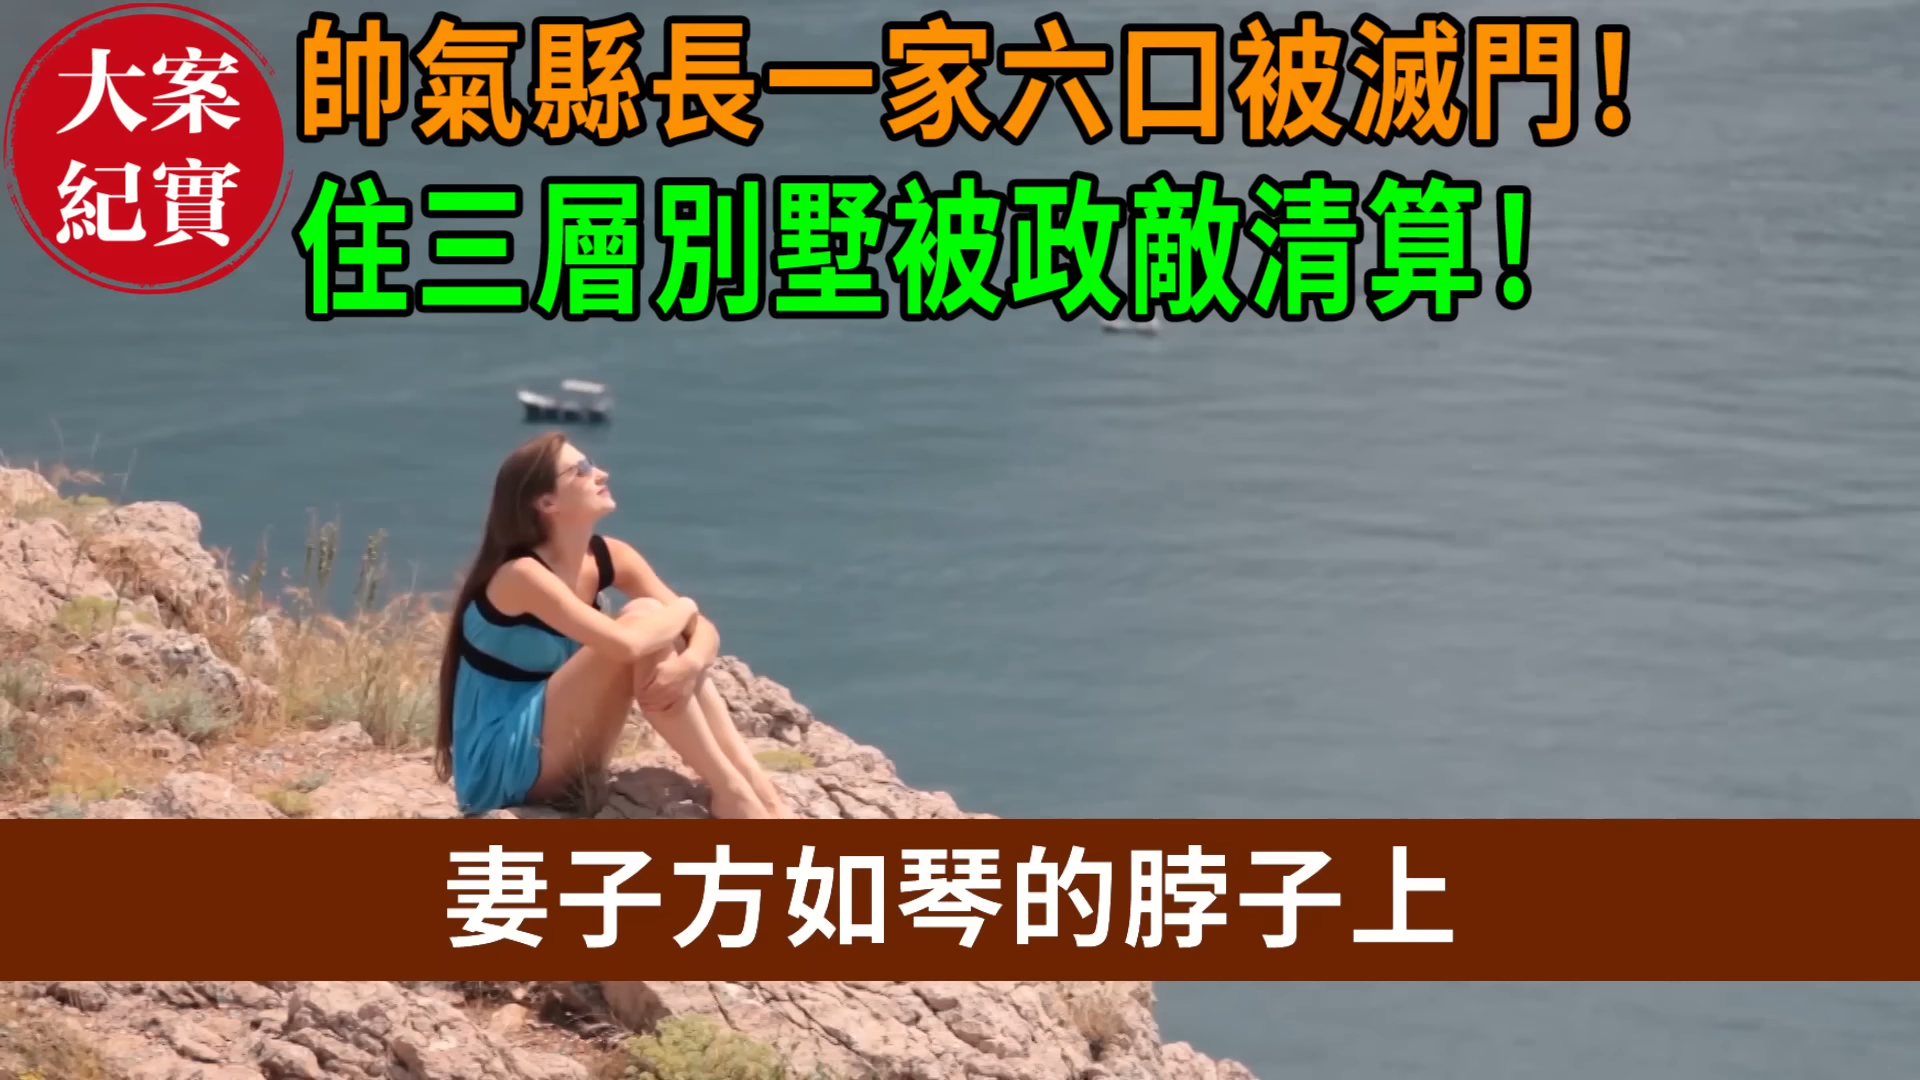 大案
紀實
帥氣縣長一家六口被滅門！
住三層別墅被政敵清算！
妻子方如琴的脖子上